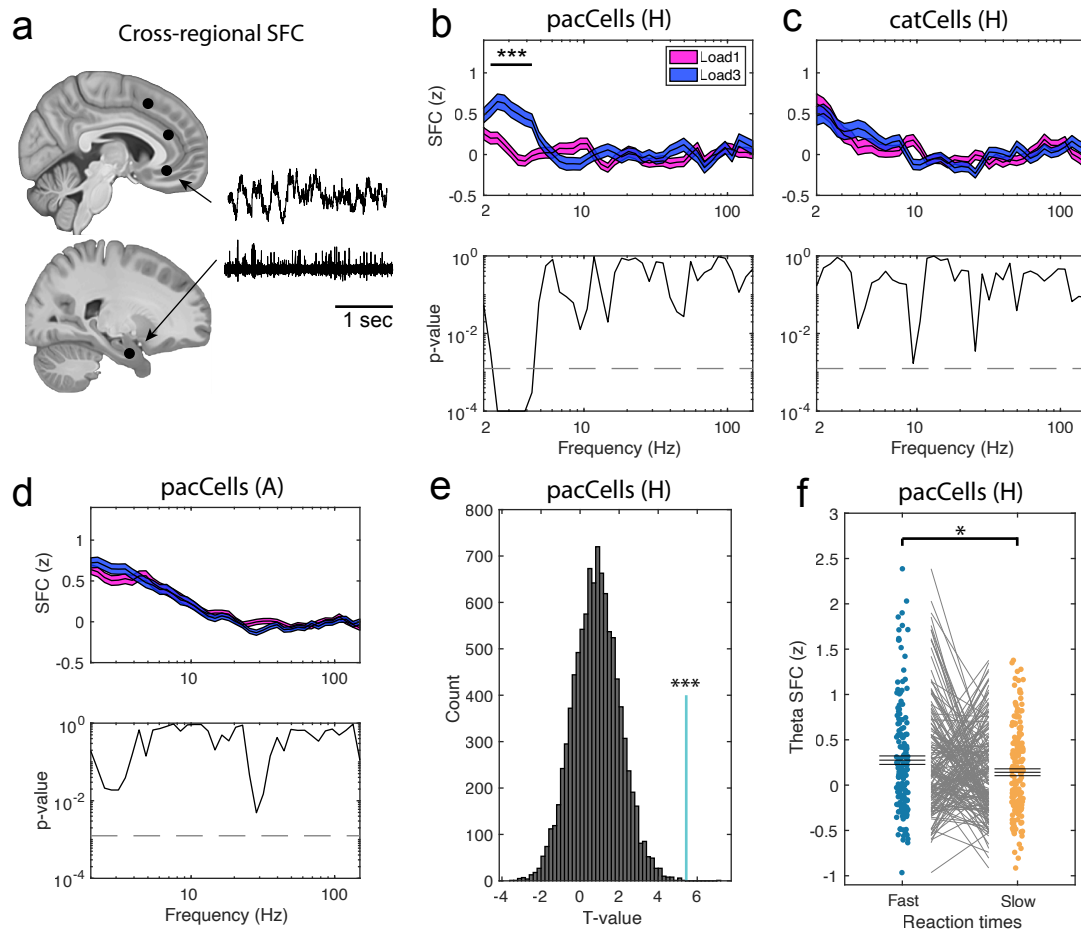 a
Cross-regional SFC
1 sec
b
pacCells (H)
***
Load1
Load3
SFC (z)
1
0.5
0
-0.5
2
10
100
p-value
10^0
10^-2
10^-4
2
10
100
Frequency (Hz)
c
catCells (H)
1
0.5
0
-0.5
2
10
100
10^0
10^-2
10^-4
2
10
100
Frequency (Hz)
d
pacCells (A)
SFC (z)
1
0.5
0
-0.5
10
100
p-value
10^0
10^-2
10^-4
2
10
100
Frequency (Hz)
e
pacCells (H)
Count
800
700
600
500
400
300
200
100
0
***
-4
-2
0
2
4
6
T-value
f
pacCells (H)
Theta SFC (z)
3
2.5
2
1.5
1
0.5
0
-0.5
-1
*
Fast
Slow
Reaction times